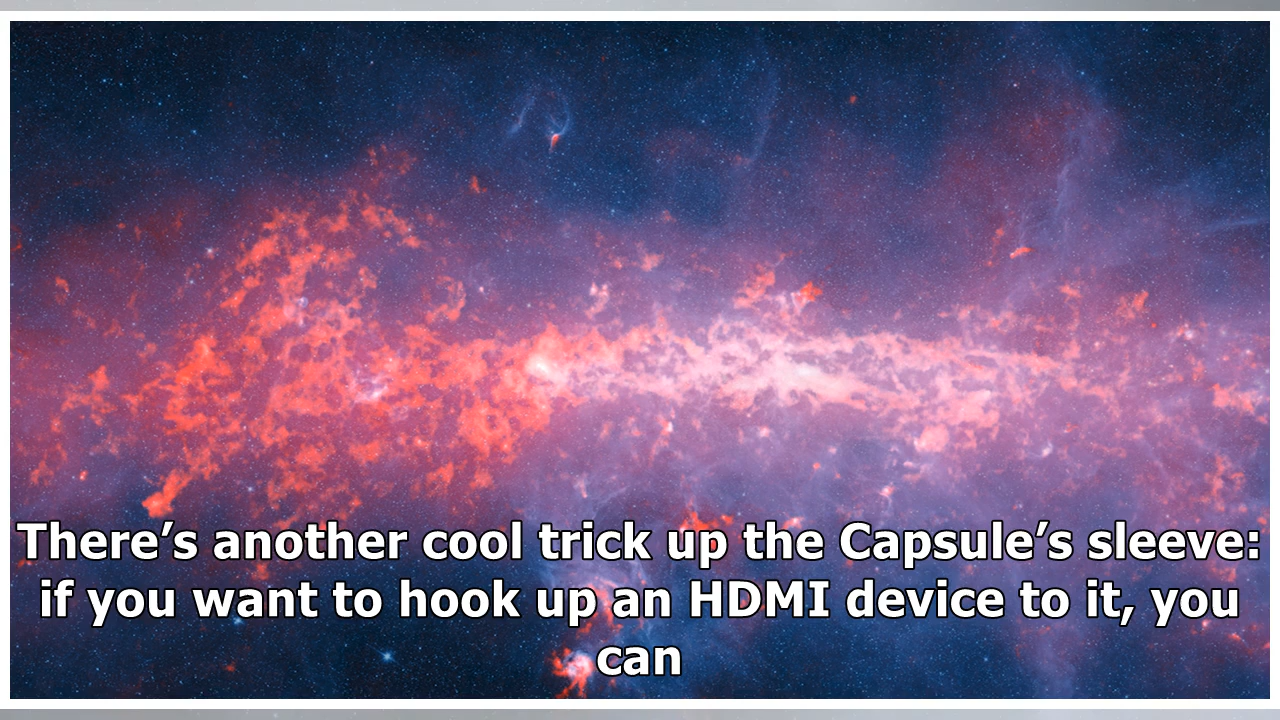 There’s another cool trick up the Capsule’s sleeve:
if you want to hook up an HDMI device to it, you
can